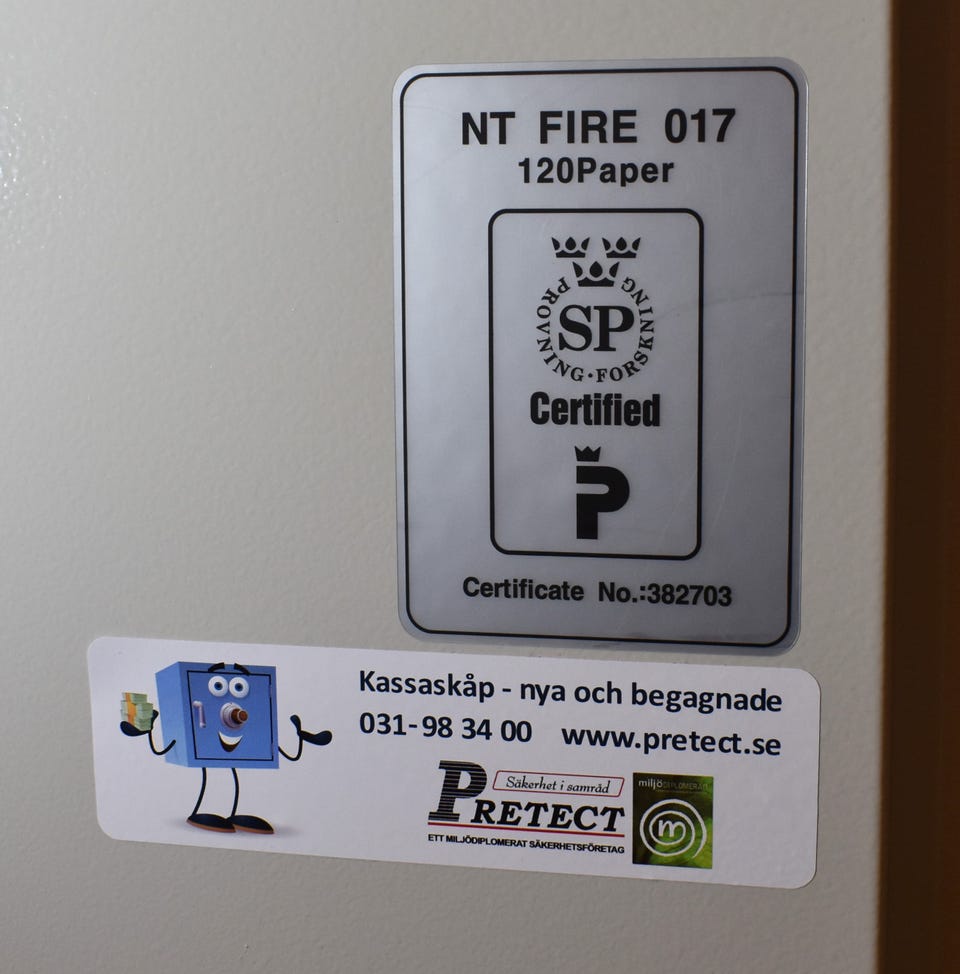 NT FIRE 017
120Paper
PROVNING·FORSKNING
SP
Certified
P
Certificate No.:382703
Kassaskåp - nya och begagnade
031-98 34 00 www.pretect.se
Säkerhet i samråd
PRETECT
ETT MILJÖDIPLOMERAT SÄKERHETSFÖRETAG
miljöDIPLOMERAD
m